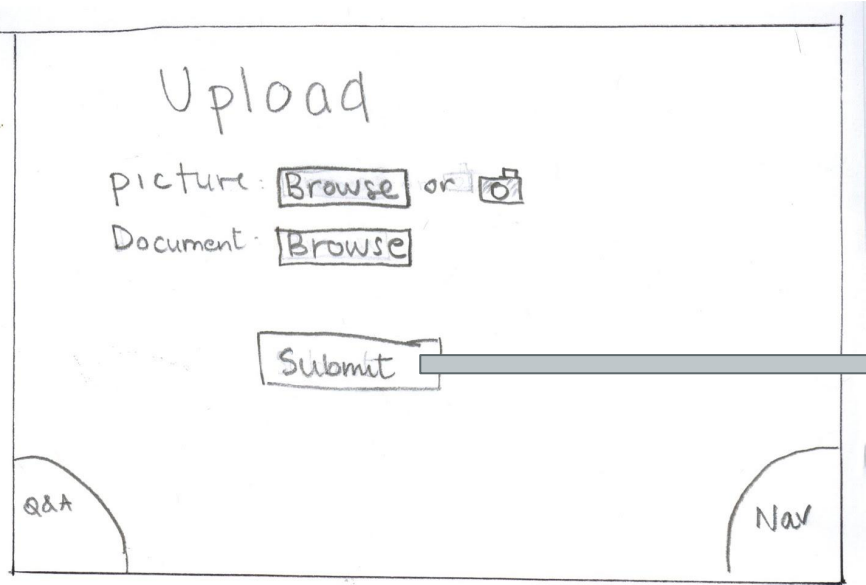 Upload
picture: Browse or
Document: Browse
Submit
Q&A
Nav